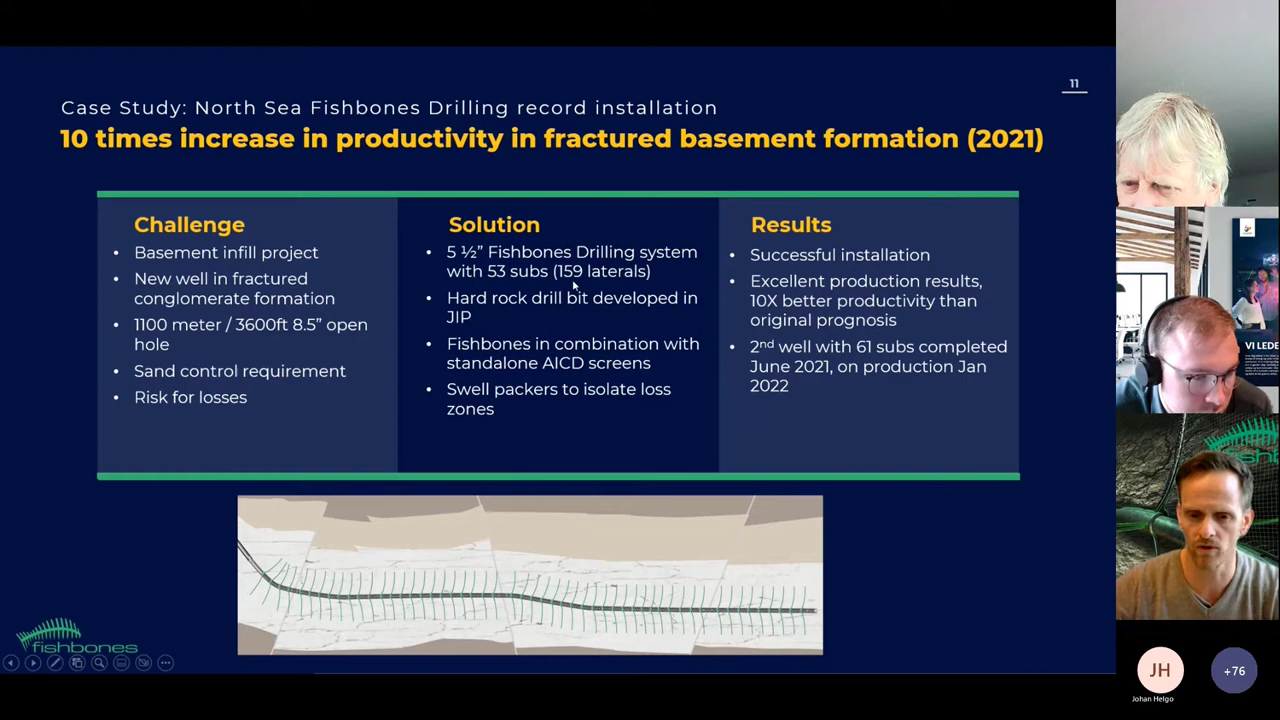 11
Case Study: North Sea Fishbones Drilling record installation
10 times increase in productivity in fractured basement formation (2021)
Challenge
• Basement infill project
• New well in fractured
conglomerate formation
• 1100 meter / 3600ft 8.5” open
hole
• Sand control requirement
• Risk for losses
Solution
• 5 ½” Fishbones Drilling system
with 53 subs (159 laterals)
• Hard rock drill bit developed in
JIP
• Fishbones in combination with
standalone AICD screens
• Swell packers to isolate loss
zones
Results
• Successful installation
• Excellent production results,
10X better productivity than
original prognosis
• 2nd well with 61 subs completed
June 2021, on production Jan
2022
fishbones
VI LEDE
fish
JH
Johan Helgo
+76